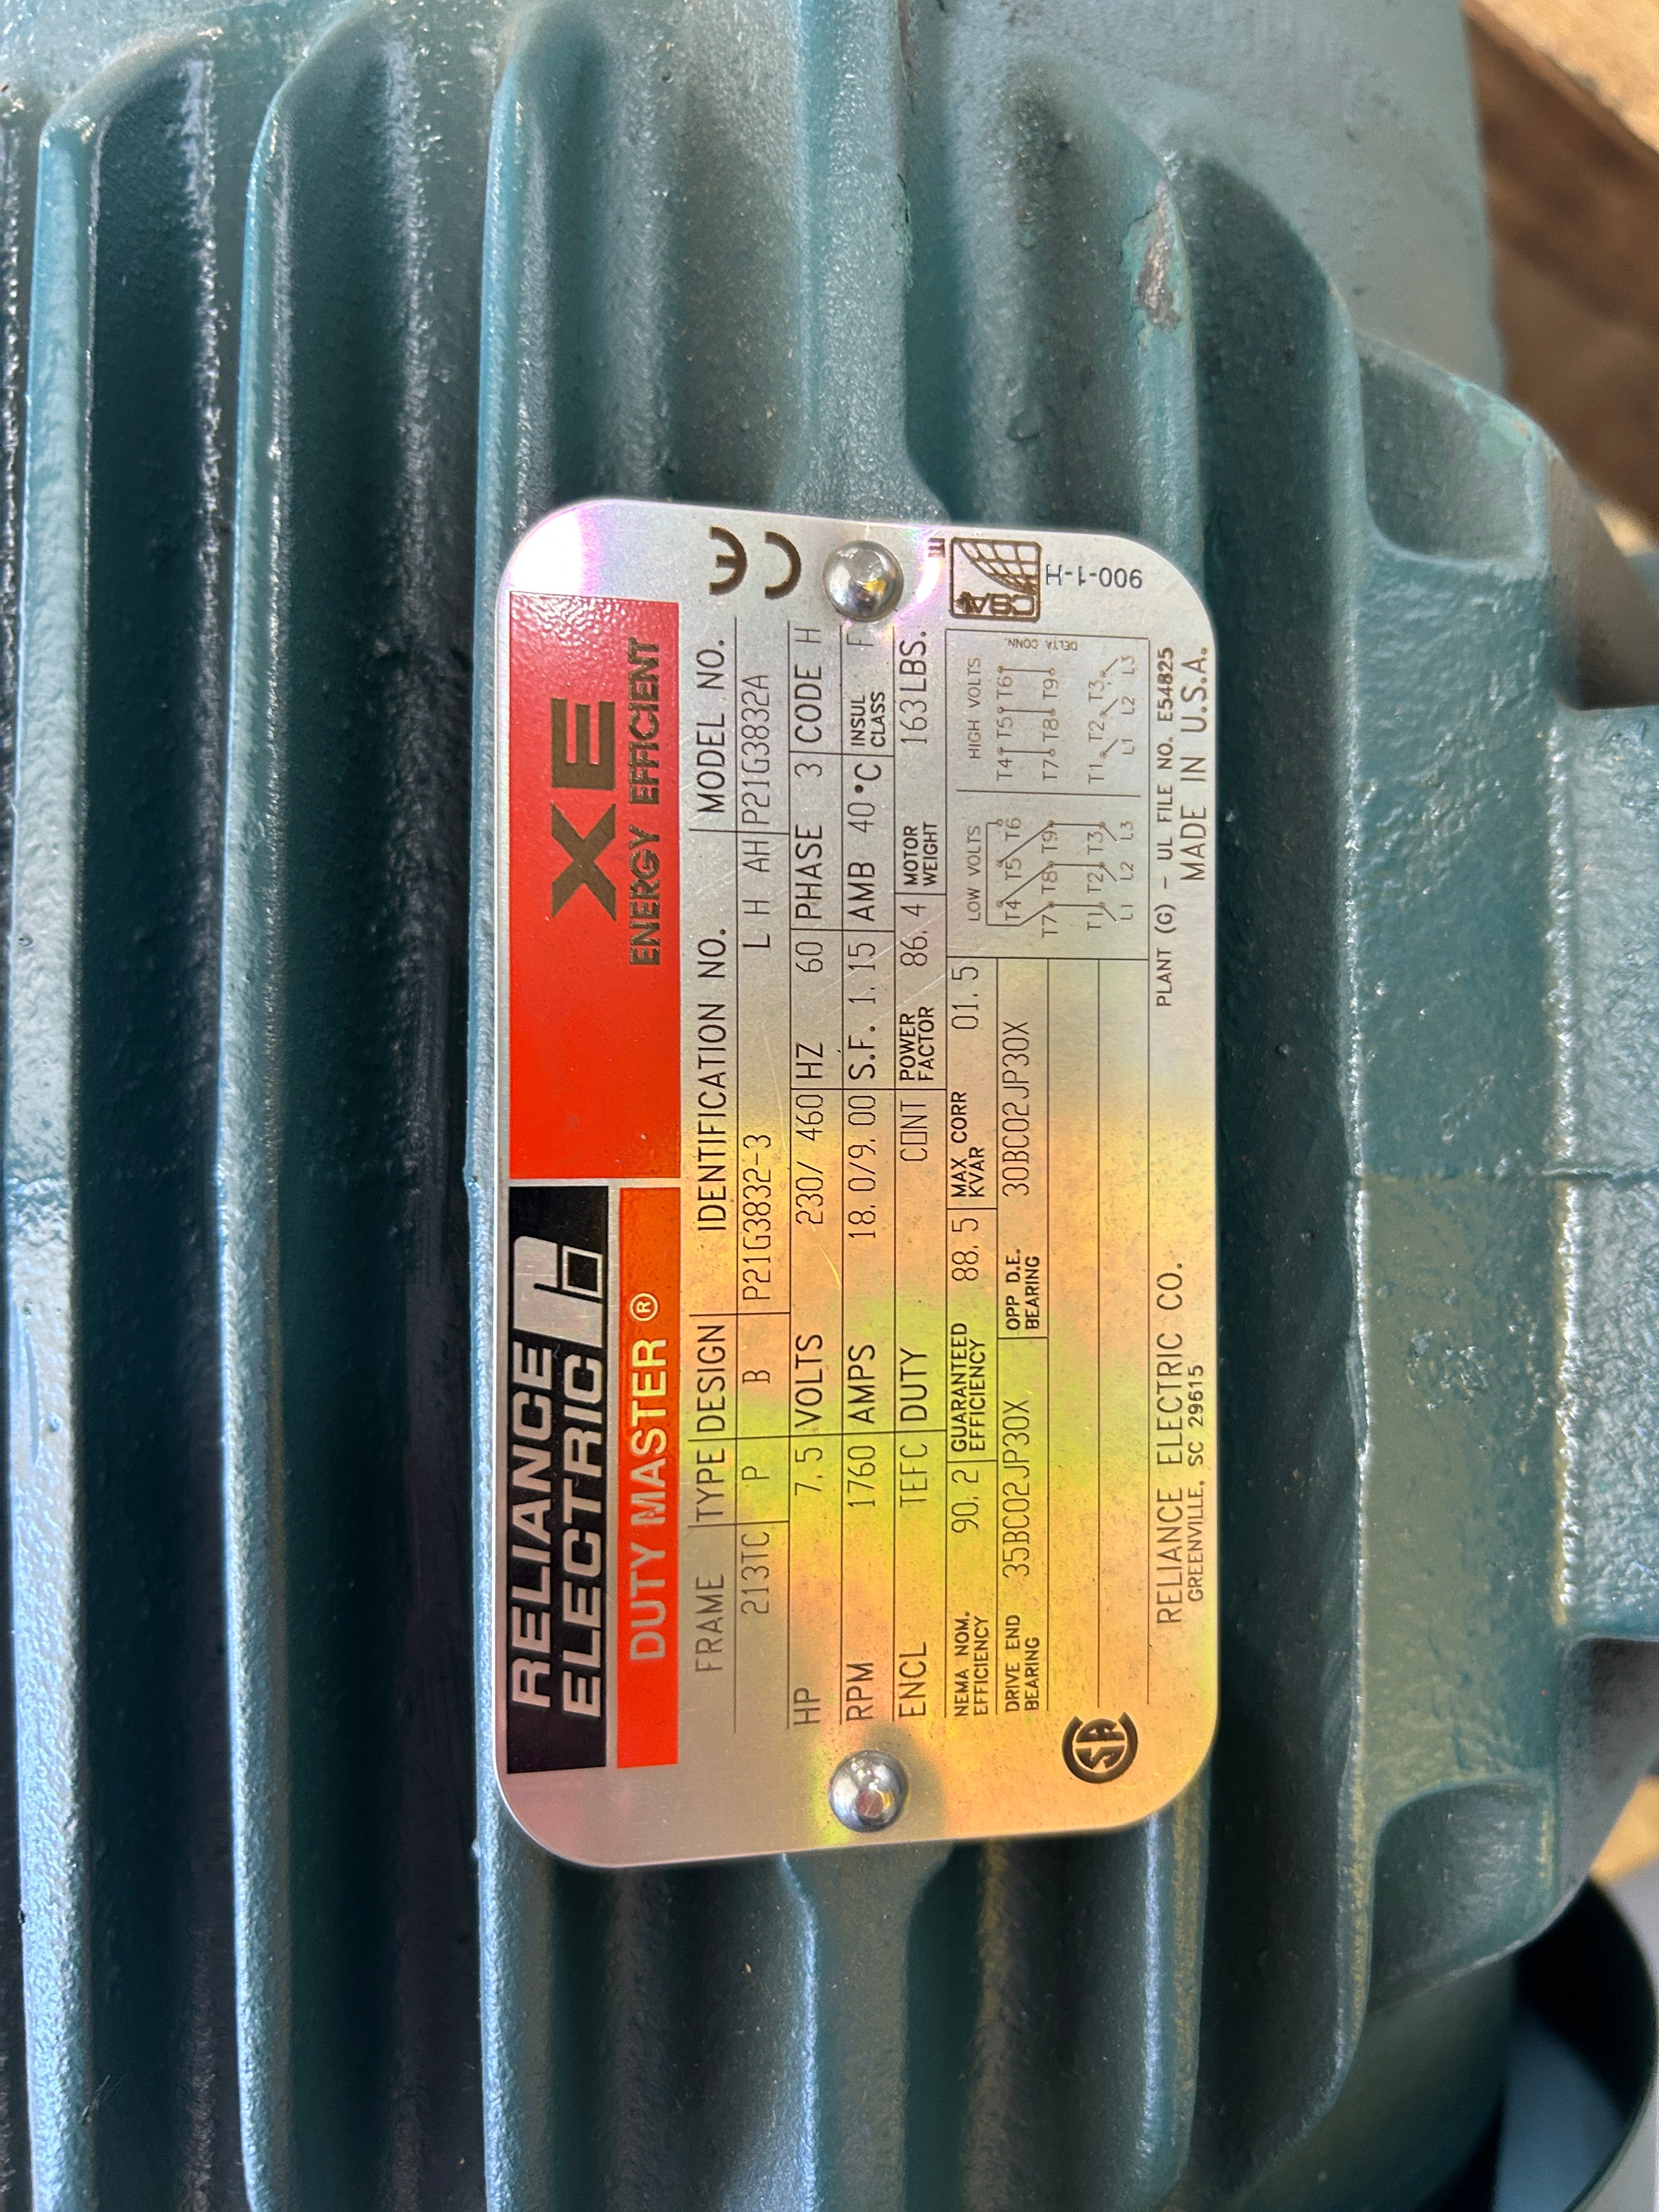 RELIANCE
ELECTRIC
DUTY MASTER®
XE
ENERGY EFFICIENT
FRAME TYPE DESIGN IDENTIFICATION NO. MODEL NO.
213TC P B P21G3832-3 L H AH P21G3832A
HP 7.5 VOLTS 230/ 460 HZ 60 PHASE 3 CODE H
RPM 1760 AMPS 18.0/9.00 S.F. 1.15 AMB 40°C INSUL CLASS F
ENCL TEFC DUTY CONT POWER FACTOR 86.4 MOTOR WEIGHT 163LBS.
NEMA NOM. EFFICIENCY 90.2 GUARANTEED EFFICIENCY 88.5 MAX CORR KVAR 01.5
DRIVE END BEARING 35BC02JP30X OPP D.E. BEARING 30BC02JP30X
LOW VOLTS HIGH VOLTS
T4 T5 T6 T4 T5 T6
T7 T8 T9 T7 T8 T9
T1 T2 T3 T1 T2 T3
L1 L2 L3 L1 L2 L3
DELTA CONN.
CE
E
900-1-H
SA
RELIANCE ELECTRIC CO.
GREENVILLE, SC 29615
PLANT (G) - UL FILE NO. E54825
MADE IN U.S.A.